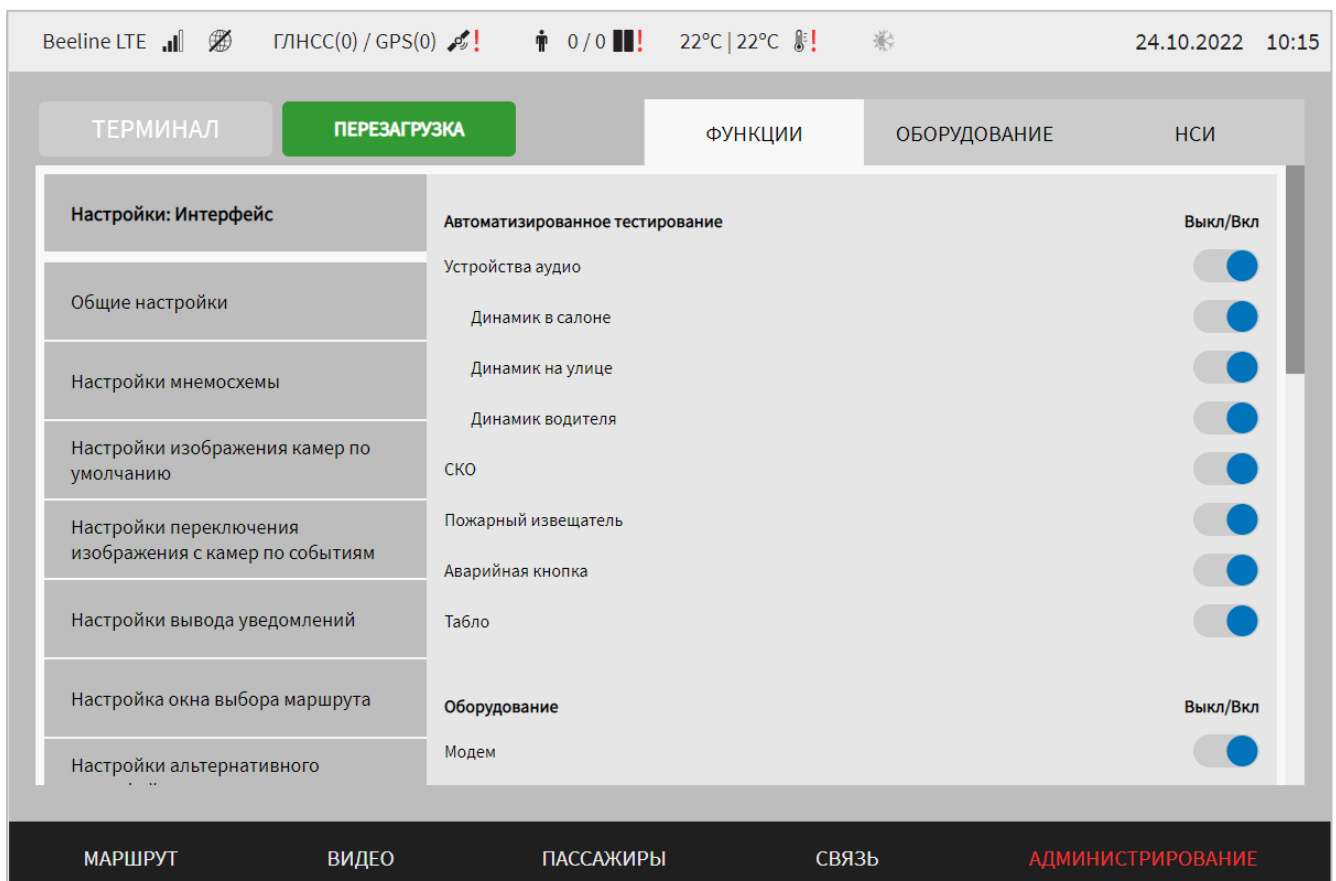 Beeline LTE ГЛНСС(0) / GPS(0) ! 0 / 0 ! 22°C | 22°C ! 24.10.2022 10:15
ТЕРМИНАЛ ПЕРЕЗАГРУЗКА ФУНКЦИИ ОБОРУДОВАНИЕ НСИ
Настройки: Интерфейс
Общие настройки
Настройки мнемосхемы
Настройки изображения камер по
умолчанию
Настройки переключения
изображения с камер по событиям
Настройки вывода уведомлений
Настройка окна выбора маршрута
Настройки альтернативного
Автоматизированное тестирование Выкл/Вкл
Устройства аудио
Динамик в салоне
Динамик на улице
Динамик водителя
СКО
Пожарный извещатель
Аварийная кнопка
Табло
Оборудование Выкл/Вкл
Модем
МАРШРУТ ВИДЕО ПАССАЖИРЫ СВЯЗЬ АДМИНИСТРИРОВАНИЕ